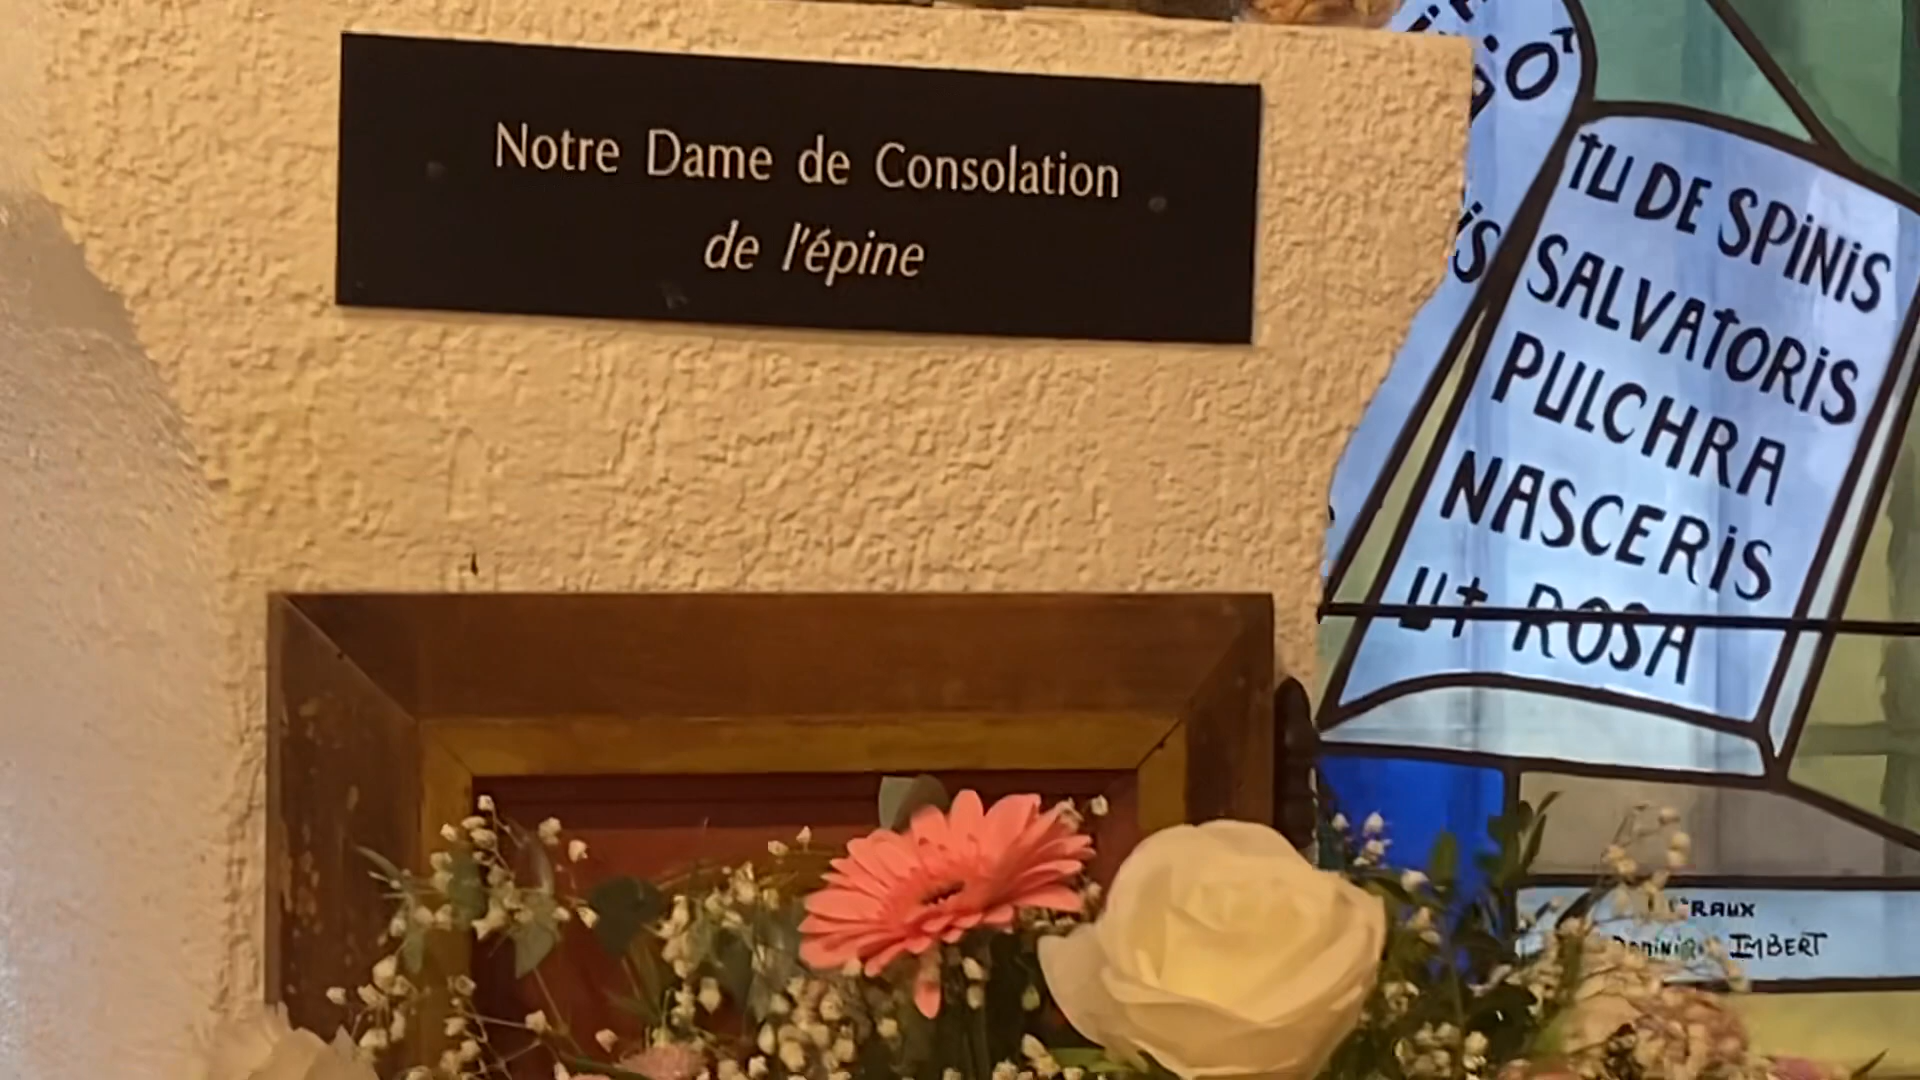 Notre Dame de Consolation
de l'épine
TU DE SPINIS
SALVATORIS
PULCHRA
NASCERIS
UT ROSA
IMBERT